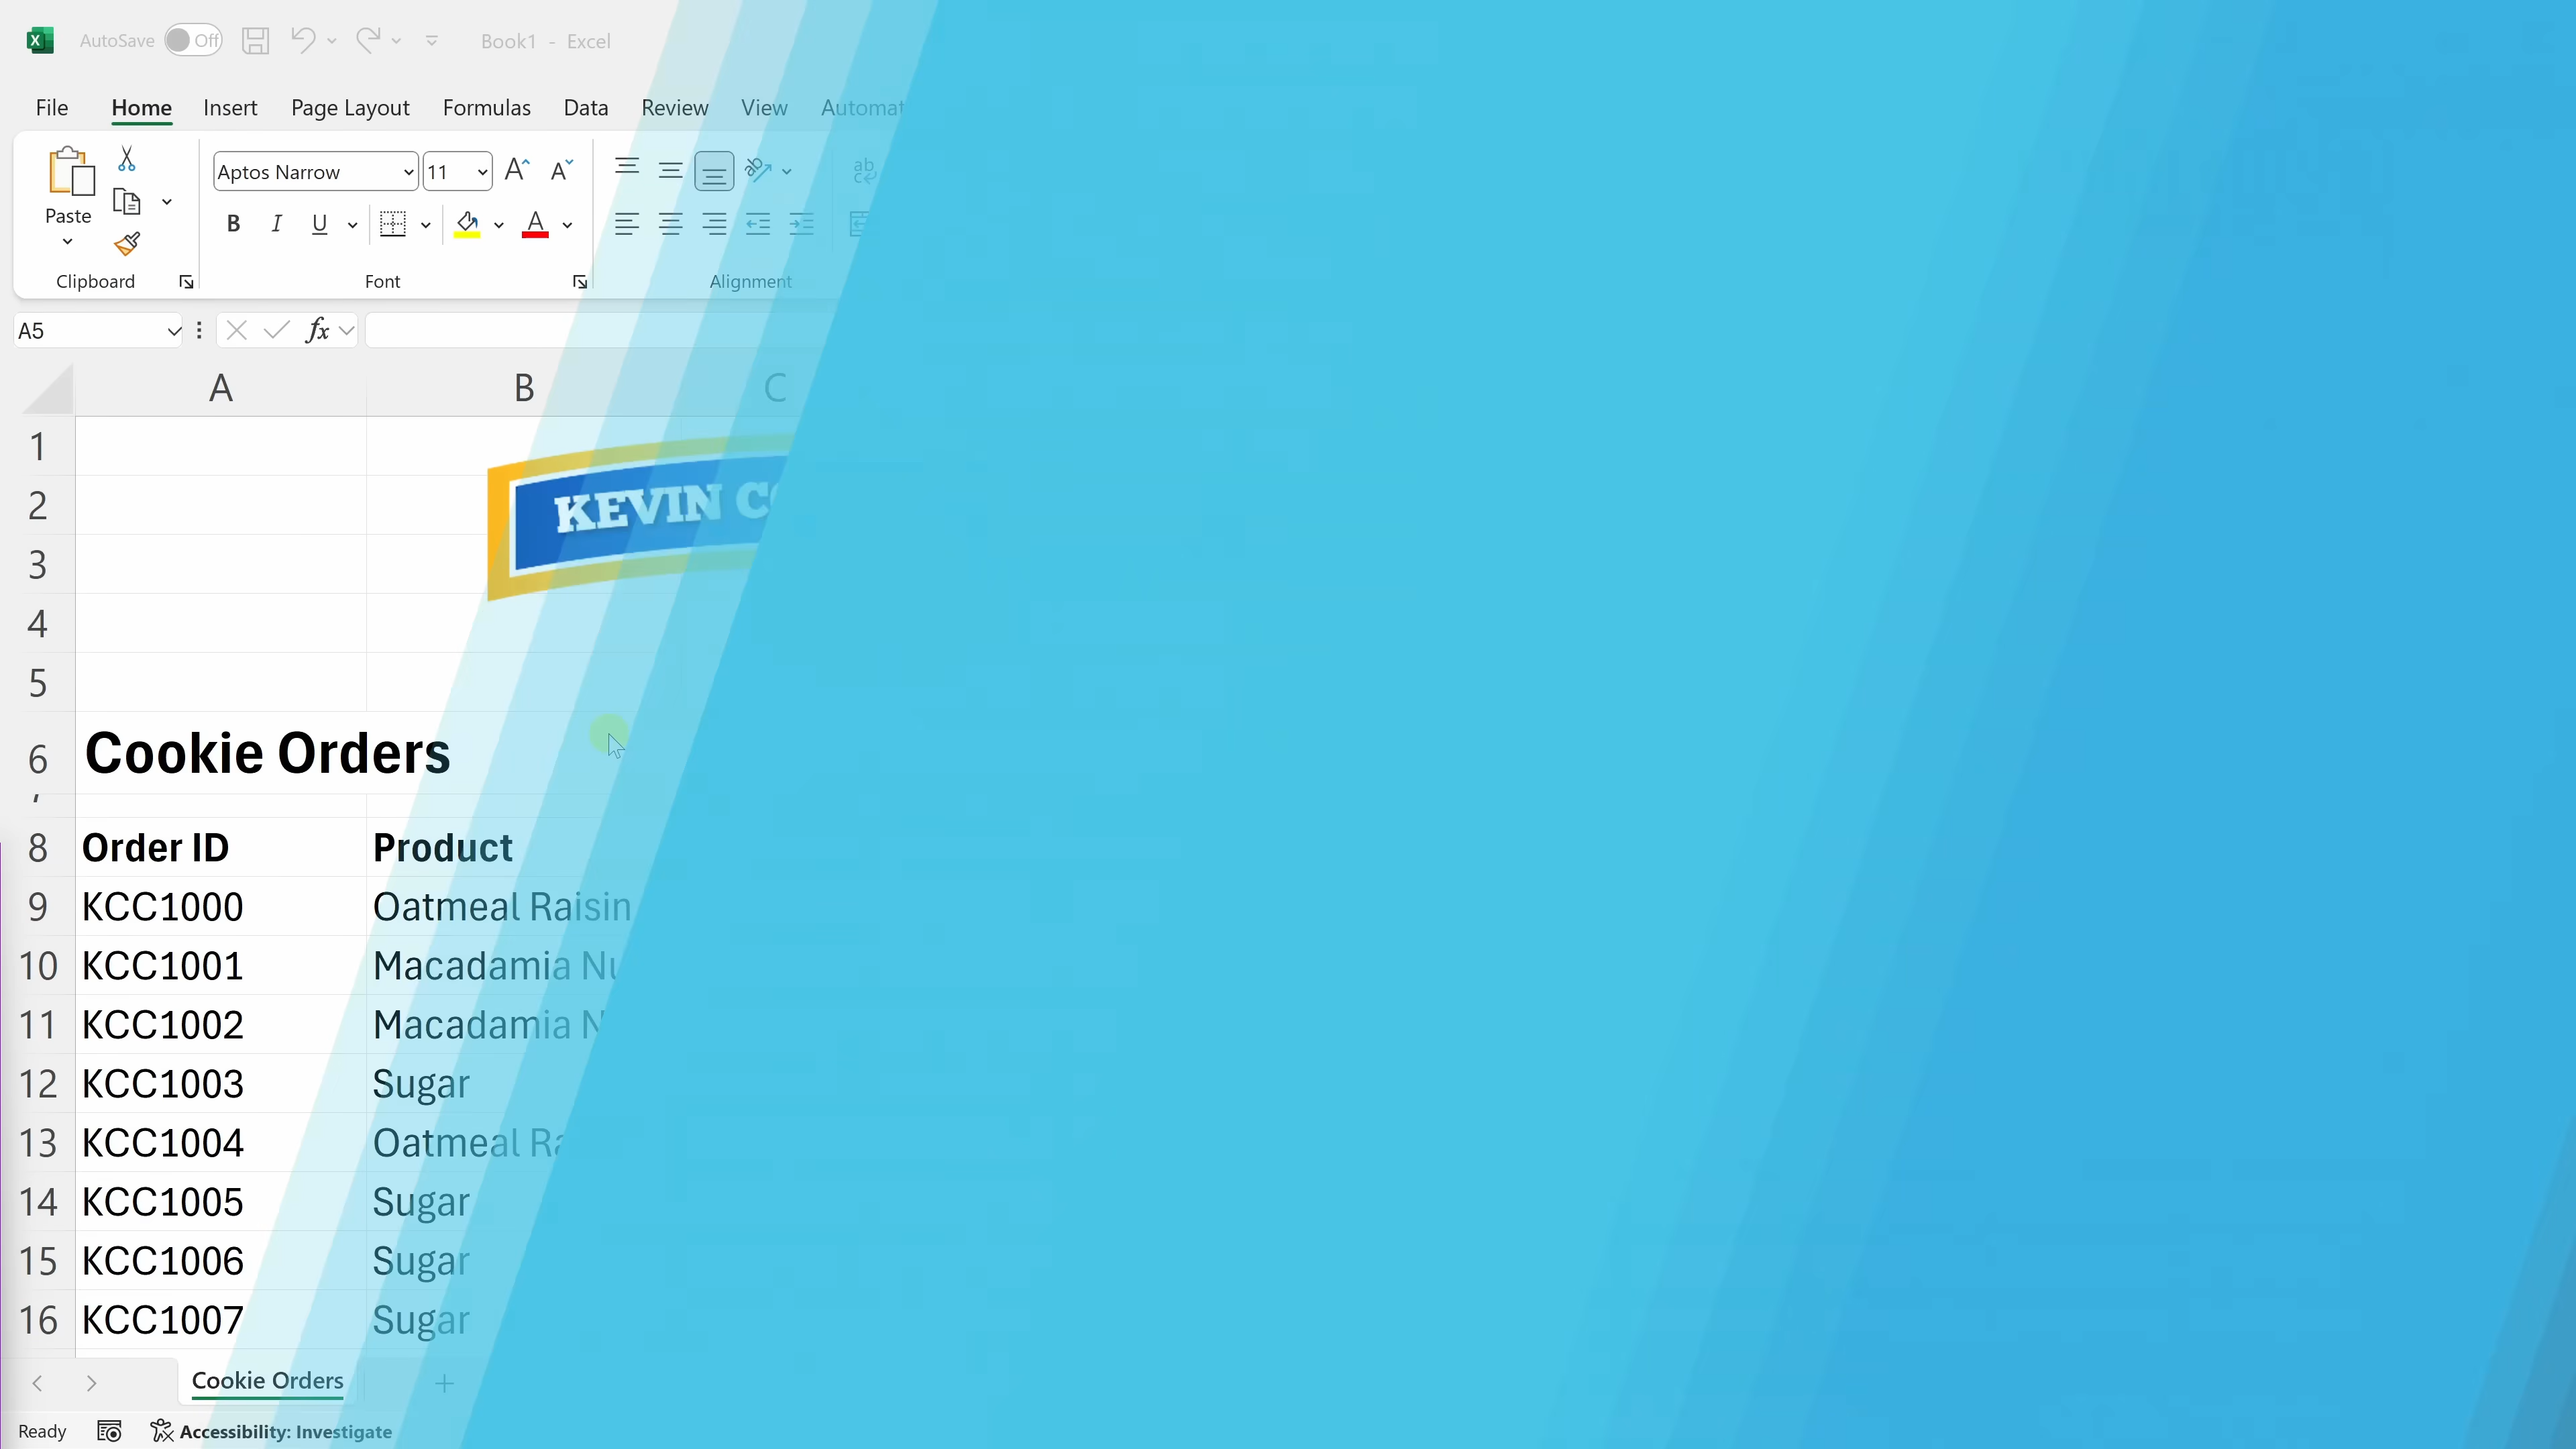 AutoSave Off Book1 - Excel
File Home Insert Page Layout Formulas Data Review View Automat
Paste
Aptos Narrow 11
B I U A
Clipboard Font Alignment
A5 fx
A B C
1
2 KEVIN
3
4
5
6 Cookie Orders
8 Order ID Product
9 KCC1000 Oatmeal Raisin
10 KCC1001 Macadamia
11 KCC1002 Macadamia
12 KCC1003 Sugar
13 KCC1004 Oatmeal
14 KCC1005 Sugar
15 KCC1006 Sugar
16 KCC1007 Sugar
Cookie Orders
Ready Accessibility: Investigate